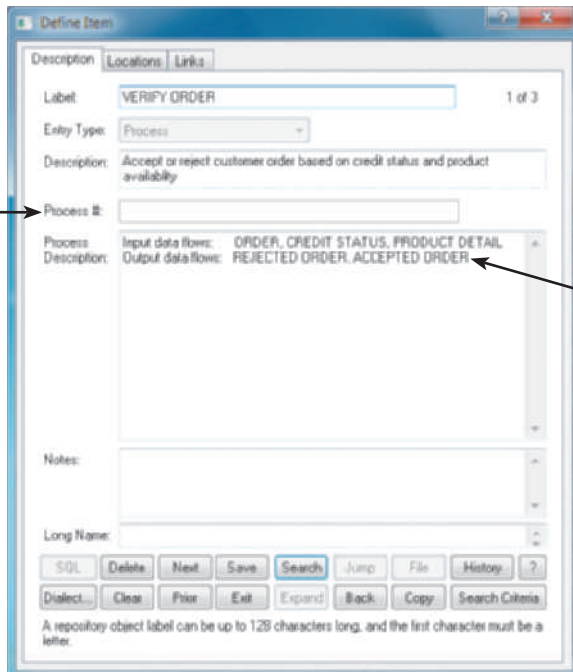 Define Item
Description Locations Links
Label: VERIFY ORDER 1 of 3
Entry Type: Process
Description: Accept or reject customer order based on credit status and product
availability
Process #:
Process Input data flows: ORDER, CREDIT STATUS, PRODUCT DETAIL
Description: Output data flows: REJECTED ORDER, ACCEPTED ORDER
Notes:
Long Name:
SQL Delete Next Save Search Jump File History ?
Dialect... Clear Prior Exit Expand Back Copy Search Criteria
A repository object label can be up to 128 characters long, and the first character must be a
letter.